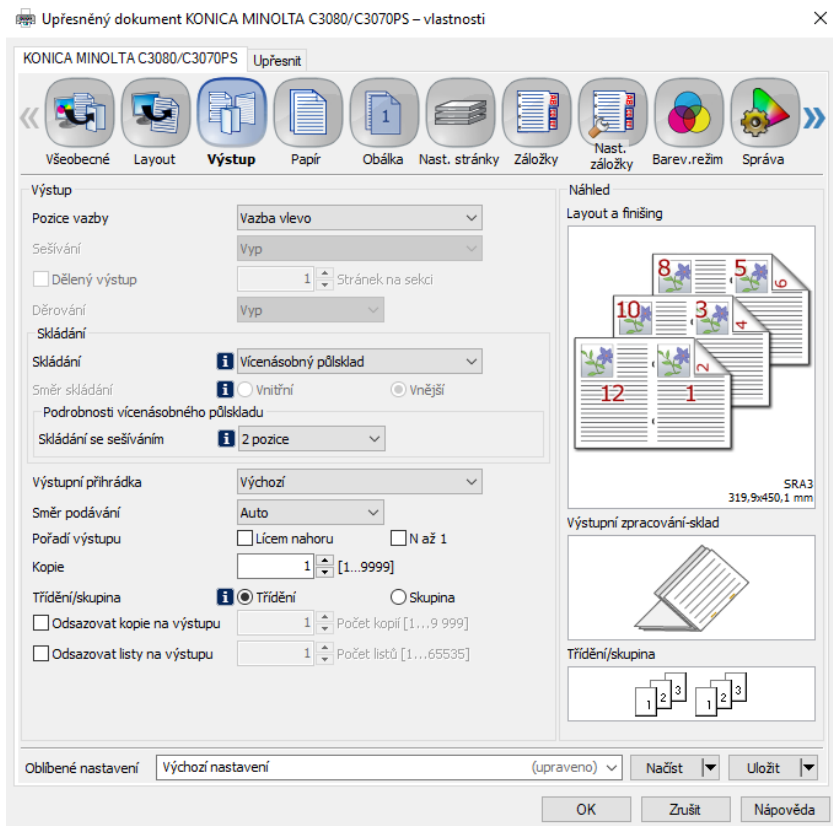 Upřesněný dokument KONICA MINOLTA C3080/C3070PS – vlastnosti
KONICA MINOLTA C3080/C3070PS Upřesnit
Všeobecné Layout Výstup Papír Obálka Nast. stránky Záložky Nast. záložky Barev.režim Správa
Výstup
Pozice vazby Vazba vlevo
Sešívání Vyp
Dělený výstup 1 Stránek na sekci
Děrování Vyp
Skládání
Skládání Vícenásobný půlsklad
Směr skládání Vnitřní Vnější
Podrobnosti vícenásobného půlskladu
Skládání se sešíváním 2 pozice
Výstupní přihrádka Výchozí
Směr podávání Auto
Pořadí výstupu Lícem nahoru N až 1
Kopie 1 [1...9999]
Třídění/skupina Třídění Skupina
Odsazovat kopie na výstupu 1 Počet kopií [1...9 999]
Odsazovat listy na výstupu 1 Počet listů [1...65535]
Náhled
Layout a finišing
8 5 6
10 3 4
12 1 2
SRA3
319,9x450,1 mm
Výstupní zpracování-sklad
Třídění/skupina
1 2 3 1 2 3
Oblíbené nastavení Výchozí nastavení (upraveno) Načíst Uložit
OK Zrušit Nápověda